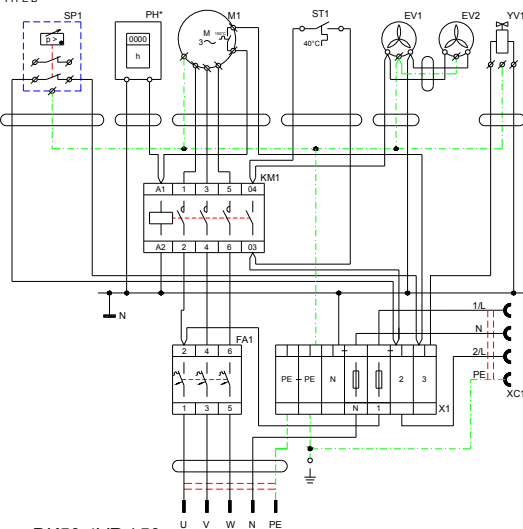 SP1 PH* M1 ST1 EV1 EV2 YV1
p >
0000
h
M
3
150°C
40°C
KM1
A1 1 3 5 04
A2 2 4 6 03
N
1/L
N
2/L
PE
XC1
FA1
2 4 6
1 3 5
PE PE N 2 3
N 1
X1
U V W N PE